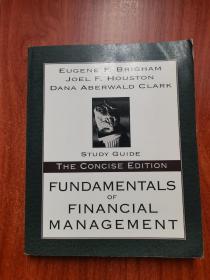 EUGENE F. BRIGHAM
JOEL F. HOUSTON
DANA ABERWALD CLARK
STUDY GUIDE
THE CONCISE EDITION
FUNDAMENTALS
OF
FINANCIAL
MANAGEMENT